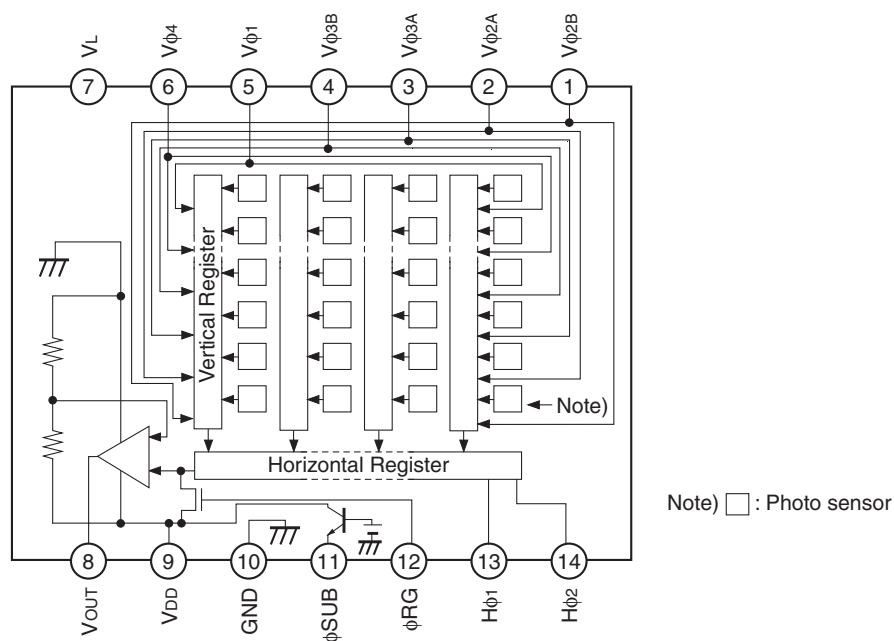 VL
Vϕ4
Vϕ1
Vϕ3B
Vϕ3A
Vϕ2A
Vϕ2B
7
6
5
4
3
2
1
Vertical Register
Note)
Horizontal Register
Note) : Photo sensor
8
9
10
11
12
13
14
VOUT
VDD
GND
ϕSUB
ϕRG
Hϕ1
Hϕ2